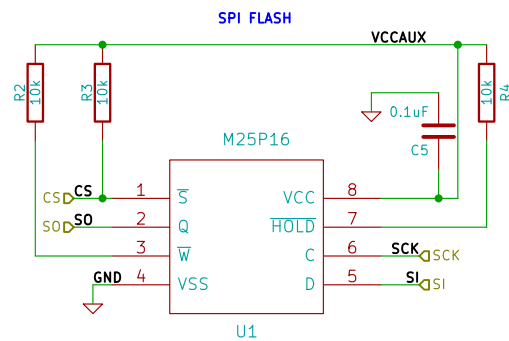 SPI FLASH
VCCAUX
R2
10k
R3
10k
10k
R4
0.1uF
C5
M25P16
CS CS 1 S VCC 8
SO SO 2 Q HOLD 7
3 W C 6 SCK SCK
GND 4 VSS D 5 SI SI
U1